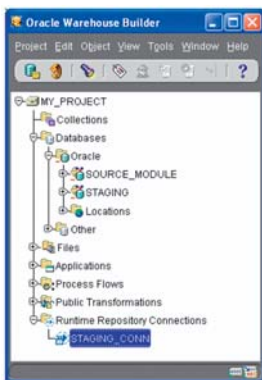 Oracle Warehouse Builder
Project Edit Object View Tools Window Help
MY_PROJECT
Collections
Databases
Oracle
SOURCE_MODULE
STAGING
Locations
Other
Files
Applications
Process Flows
Public Transformations
Runtime Repository Connections
STAGING_CONN